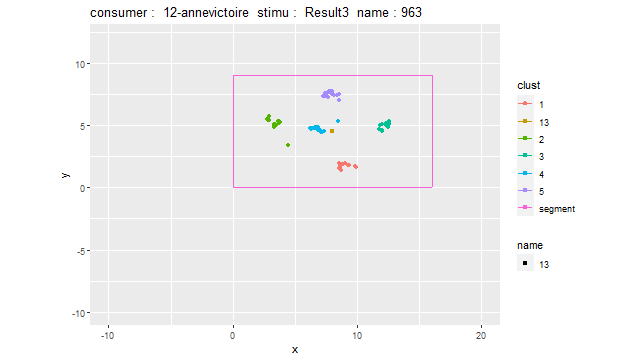 consumer :  12-annevictoire  stimu :  Result3  name : 963
10
5
0
-5
-10
y
-10
0
10
20
x
clust
1
13
2
3
4
5
segment
name
13